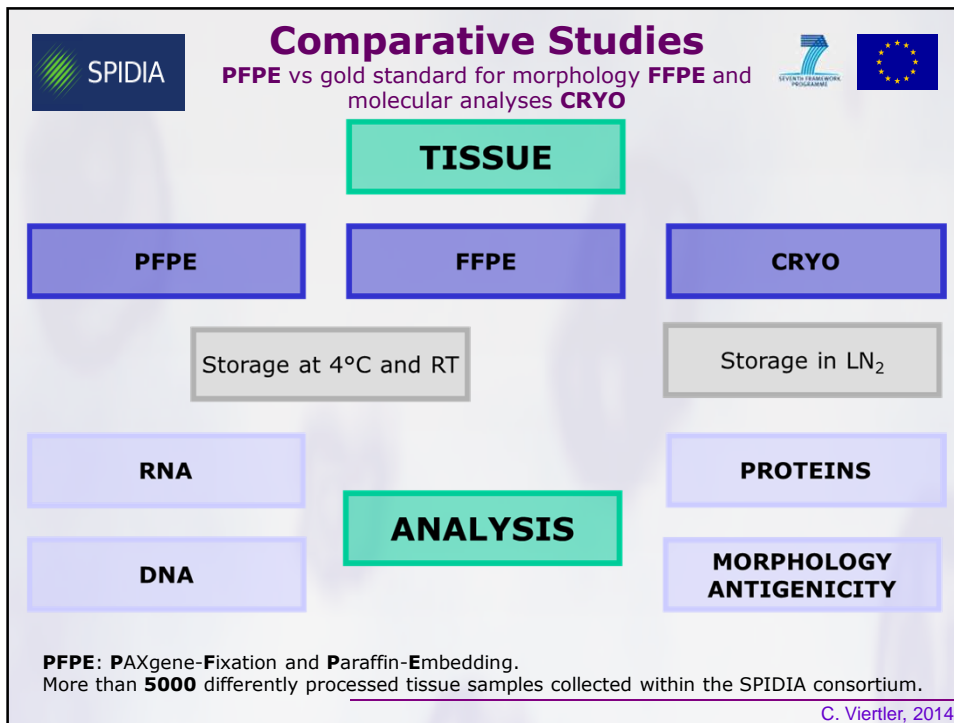 SPIDIA
Comparative Studies
PFPE vs gold standard for morphology FFPE and
molecular analyses CRYO
7
SEVENTH FRAMEWORK
PROGRAMME
TISSUE
PFPE
FFPE
CRYO
Storage at 4°C and RT
Storage in LN₂
RNA
PROTEINS
ANALYSIS
DNA
MORPHOLOGY
ANTIGENICITY
PFPE: PAXgene-Fixation and Paraffin-Embedding.
More than 5000 differently processed tissue samples collected within the SPIDIA consortium.
C. Viertler, 2014